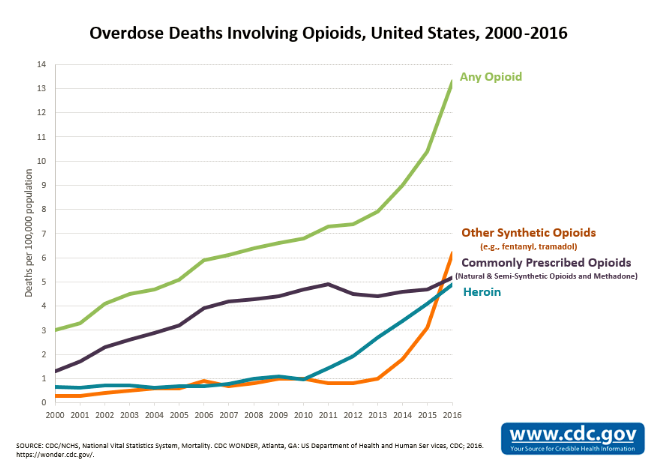 Overdose Deaths Involving Opioids, United States, 2000-2016
14
13
12
11
10
9
8
7
6
5
4
3
2
1
0
Deaths per 100,000 population
2000 2001 2002 2003 2004 2005 2006 2007 2008 2009 2010 2011 2012 2013 2014 2015 2016
Any Opioid
Other Synthetic Opioids
(e.g., fentanyl, tramadol)
Commonly Prescribed Opioids
(Natural & Semi-Synthetic Opioids and Methadone)
Heroin
SOURCE: CDC/NCHS, National Vital Statistics System, Mortality. CDC WONDER, Atlanta, GA: US Department of Health and Human Ser vices, CDC; 2016.
https://wonder.cdc.gov/.
www.cdc.gov
Your Source for Credible Health Information